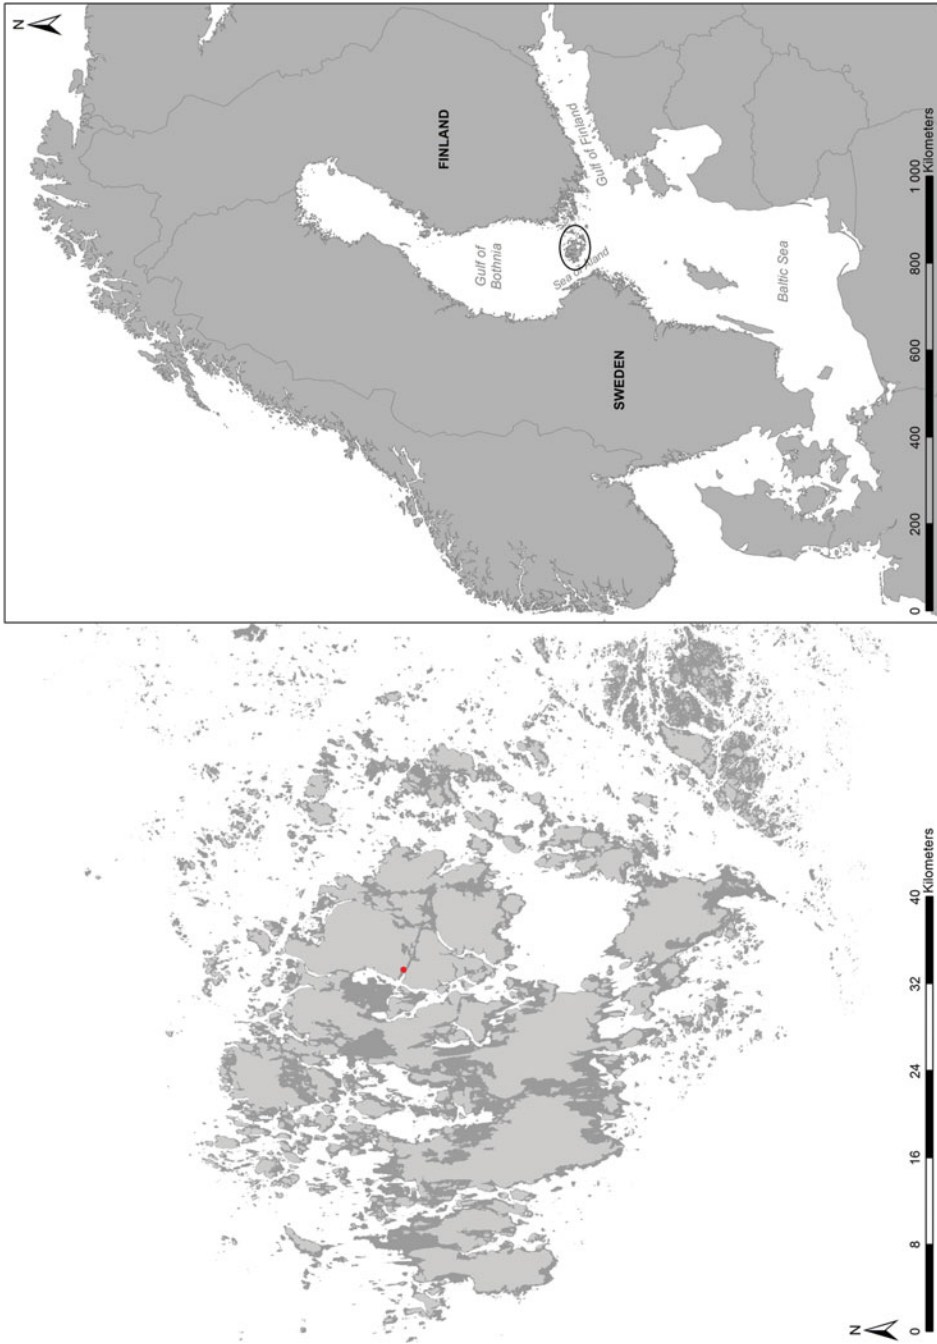 N
FINLAND
Gulf of Finland
Gulf of
Bothnia
Sea of Åland
SWEDEN
Baltic Sea
0 200 400 600 800 1 000
Kilometers
N
0 8 16 24 32 40
Kilometers